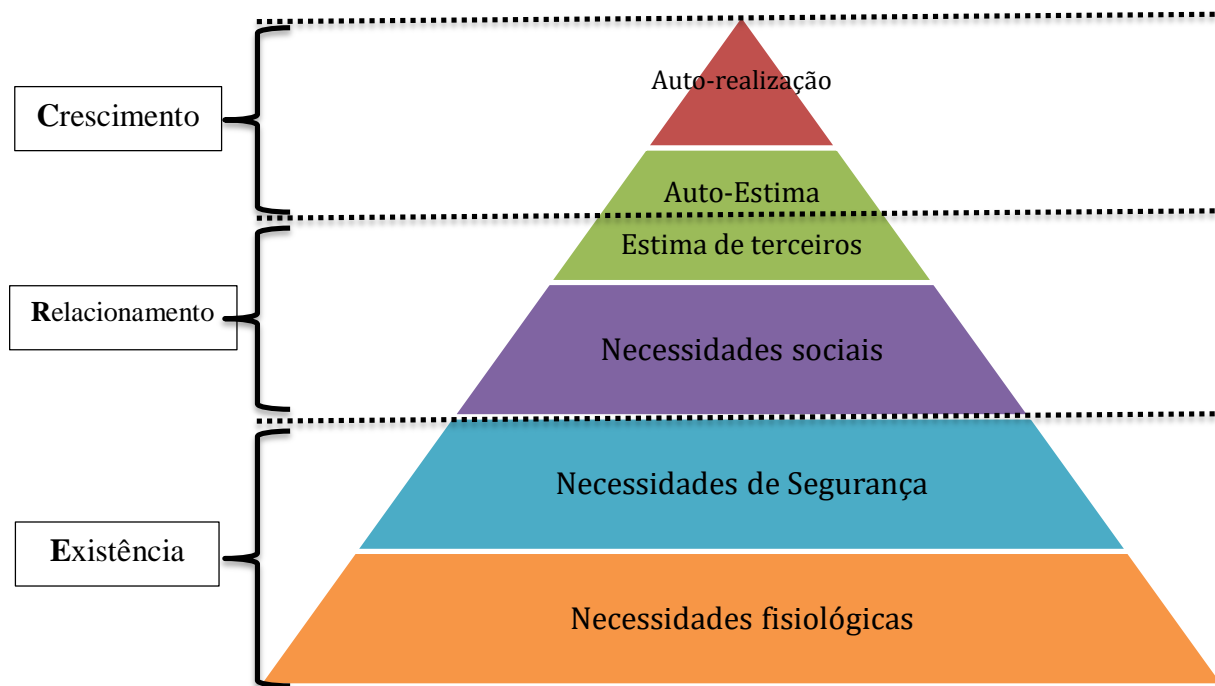 Auto-realização
Crescimento
Auto-Estima
Estima de terceiros
Relacionamento
Necessidades sociais
Necessidades de Segurança
Existência
Necessidades fisiológicas